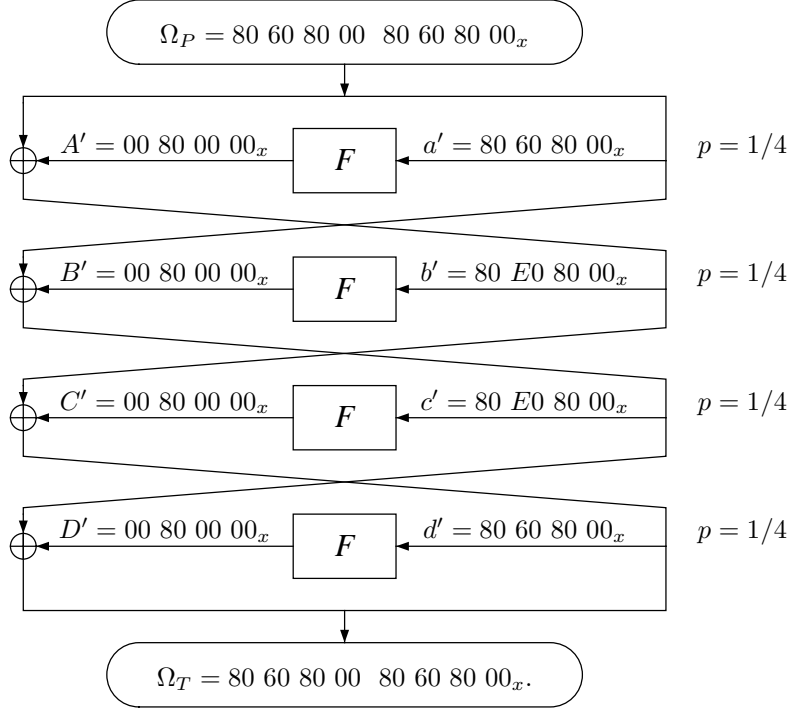 Ω_P = 80 60 80 00 80 60 80 00_x
A′ = 00 80 00 00_x F a′ = 80 60 80 00_x p = 1/4
B′ = 00 80 00 00_x F b′ = 80 E0 80 00_x p = 1/4
C′ = 00 80 00 00_x F c′ = 80 E0 80 00_x p = 1/4
D′ = 00 80 00 00_x F d′ = 80 60 80 00_x p = 1/4
Ω_T = 80 60 80 00 80 60 80 00_x.